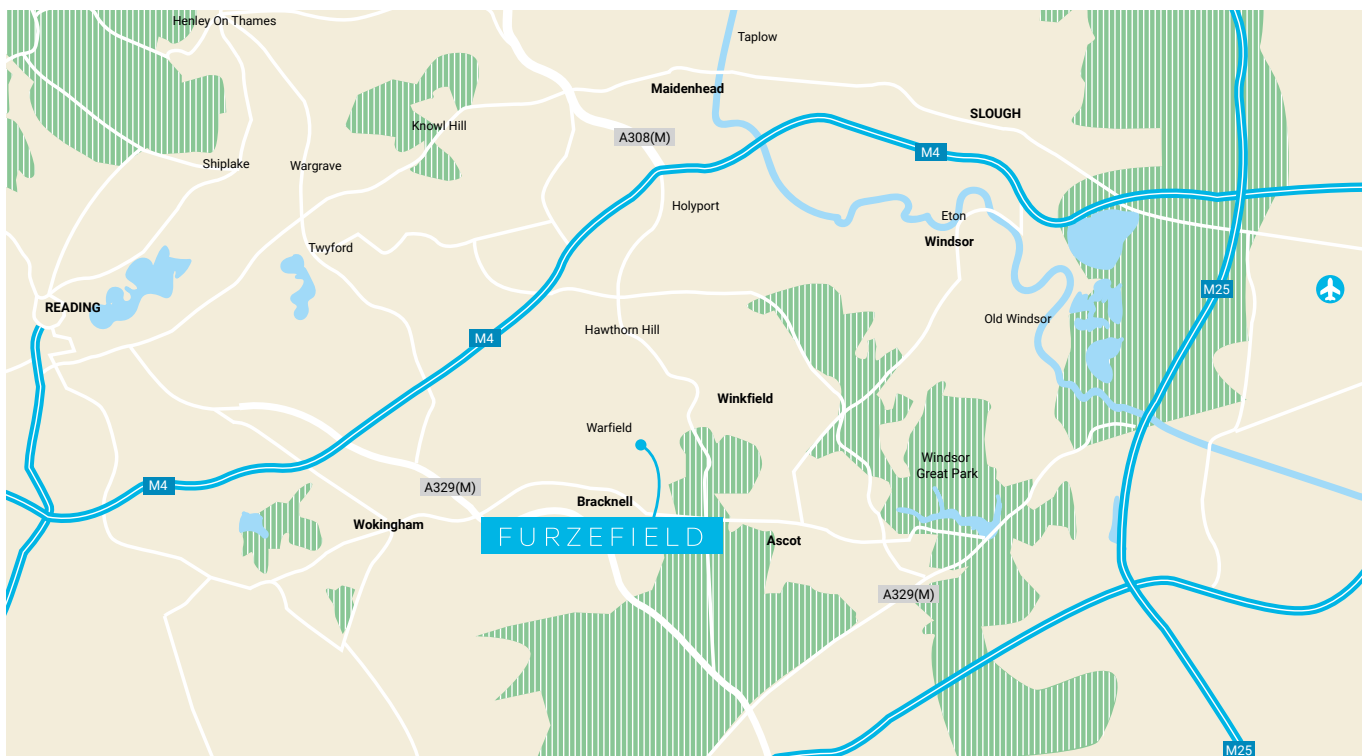 Henley On Thames
Taplow
Maidenhead
SLOUGH
Knowl Hill
A308(M)
M4
Shiplake
Wargrave
Holyport
Eton
Windsor
Twyford
M25
READING
Old Windsor
Hawthorn Hill
M4
Winkfield
Warfield
Windsor
Great Park
M4
A329(M)
Bracknell
Wokingham
FURZEFIELD
Ascot
A329(M)
M25